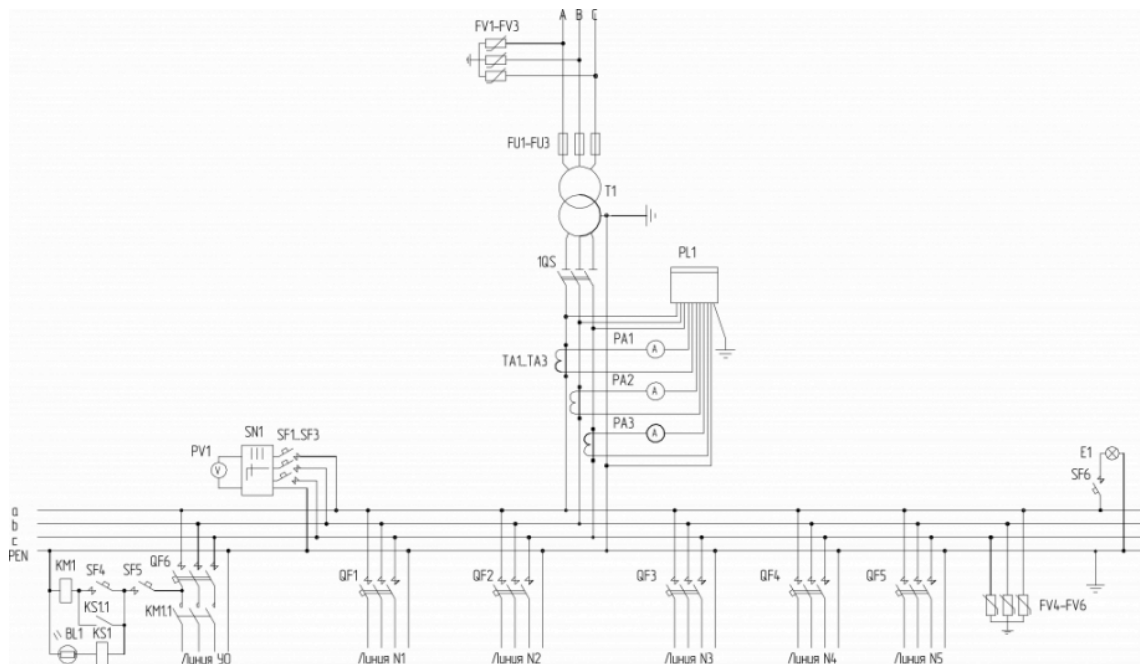 A B C
FV1-FV3
FU1-FU3
T1
1QS
PL1
PA1
A
TA1...TA3
PA2
A
PA3
A
SN1
SF1...SF3
PV1
V
E1
SF6
a
b
c
PEN
KM1
SF4
SF5
QF6
QF1
QF2
QF3
QF4
QF5
KS1.1
KM1.1
FV4-FV6
BL1
KS1
Линия УО
Линия N1
Линия N2
Линия N3
Линия N4
Линия N5